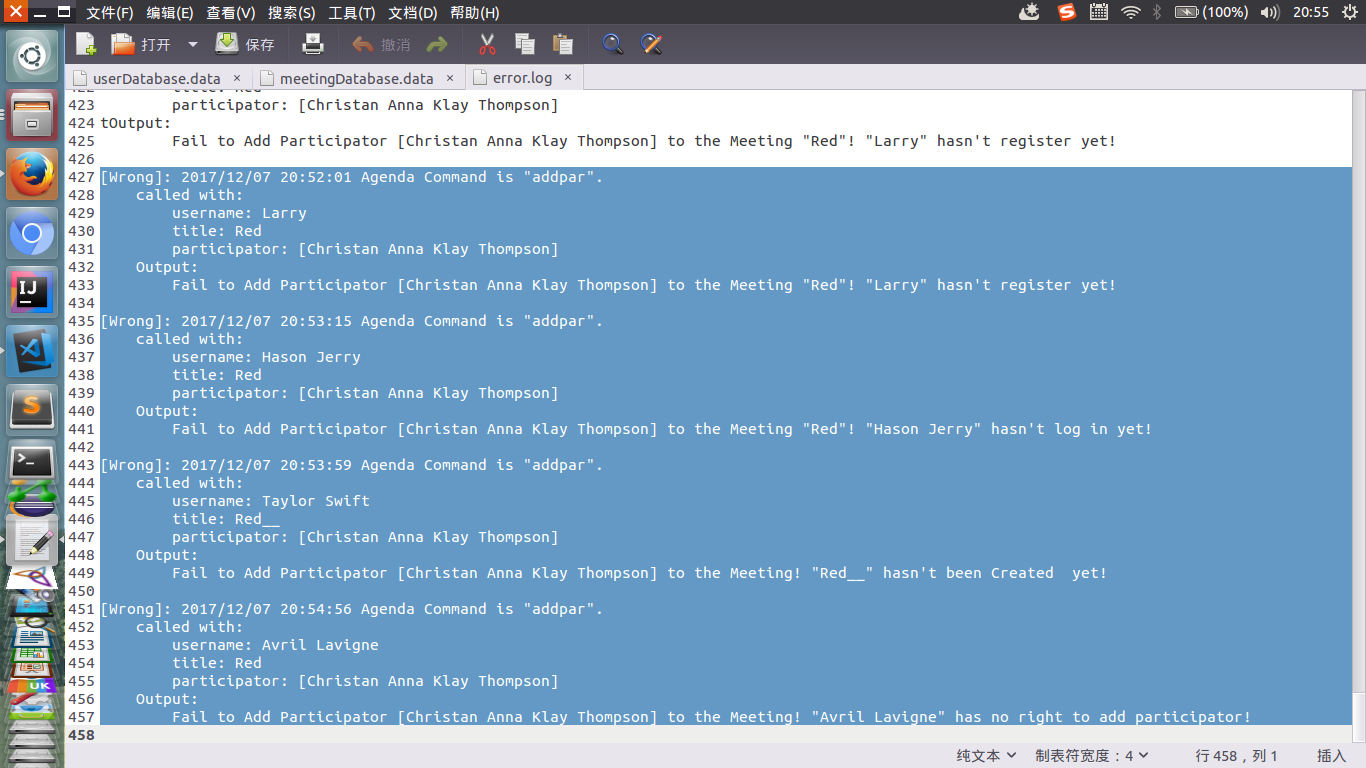 文件(F) 编辑(E) 查看(V) 搜索(S) 工具(T) 文档(D) 帮助(H)
(100%) 20:55
打开 保存 撤消
userDatabase.data × meetingDatabase.data × error.log ×
422 title: Red
423 participator: [Christan Anna Klay Thompson]
424 tOutput:
425 Fail to Add Participator [Christan Anna Klay Thompson] to the Meeting "Red"! "Larry" hasn't register yet!
426
427 [Wrong]: 2017/12/07 20:52:01 Agenda Command is "addpar".
428 called with:
429 username: Larry
430 title: Red
431 participator: [Christan Anna Klay Thompson]
432 Output:
433 Fail to Add Participator [Christan Anna Klay Thompson] to the Meeting "Red"! "Larry" hasn't register yet!
434
435 [Wrong]: 2017/12/07 20:53:15 Agenda Command is "addpar".
436 called with:
437 username: Hason Jerry
438 title: Red
439 participator: [Christan Anna Klay Thompson]
440 Output:
441 Fail to Add Participator [Christan Anna Klay Thompson] to the Meeting "Red"! "Hason Jerry" hasn't log in yet!
442
443 [Wrong]: 2017/12/07 20:53:59 Agenda Command is "addpar".
444 called with:
445 username: Taylor Swift
446 title: Red__
447 participator: [Christan Anna Klay Thompson]
448 Output:
449 Fail to Add Participator [Christan Anna Klay Thompson] to the Meeting! "Red__" hasn't been Created  yet!
450
451 [Wrong]: 2017/12/07 20:54:56 Agenda Command is "addpar".
452 called with:
453 username: Avril Lavigne
454 title: Red
455 participator: [Christan Anna Klay Thompson]
456 Output:
457 Fail to Add Participator [Christan Anna Klay Thompson] to the Meeting! "Avril Lavigne" has no right to add participator!
458
纯文本 制表符宽度：4 行 458，列 1 插入
IJ
S
UK